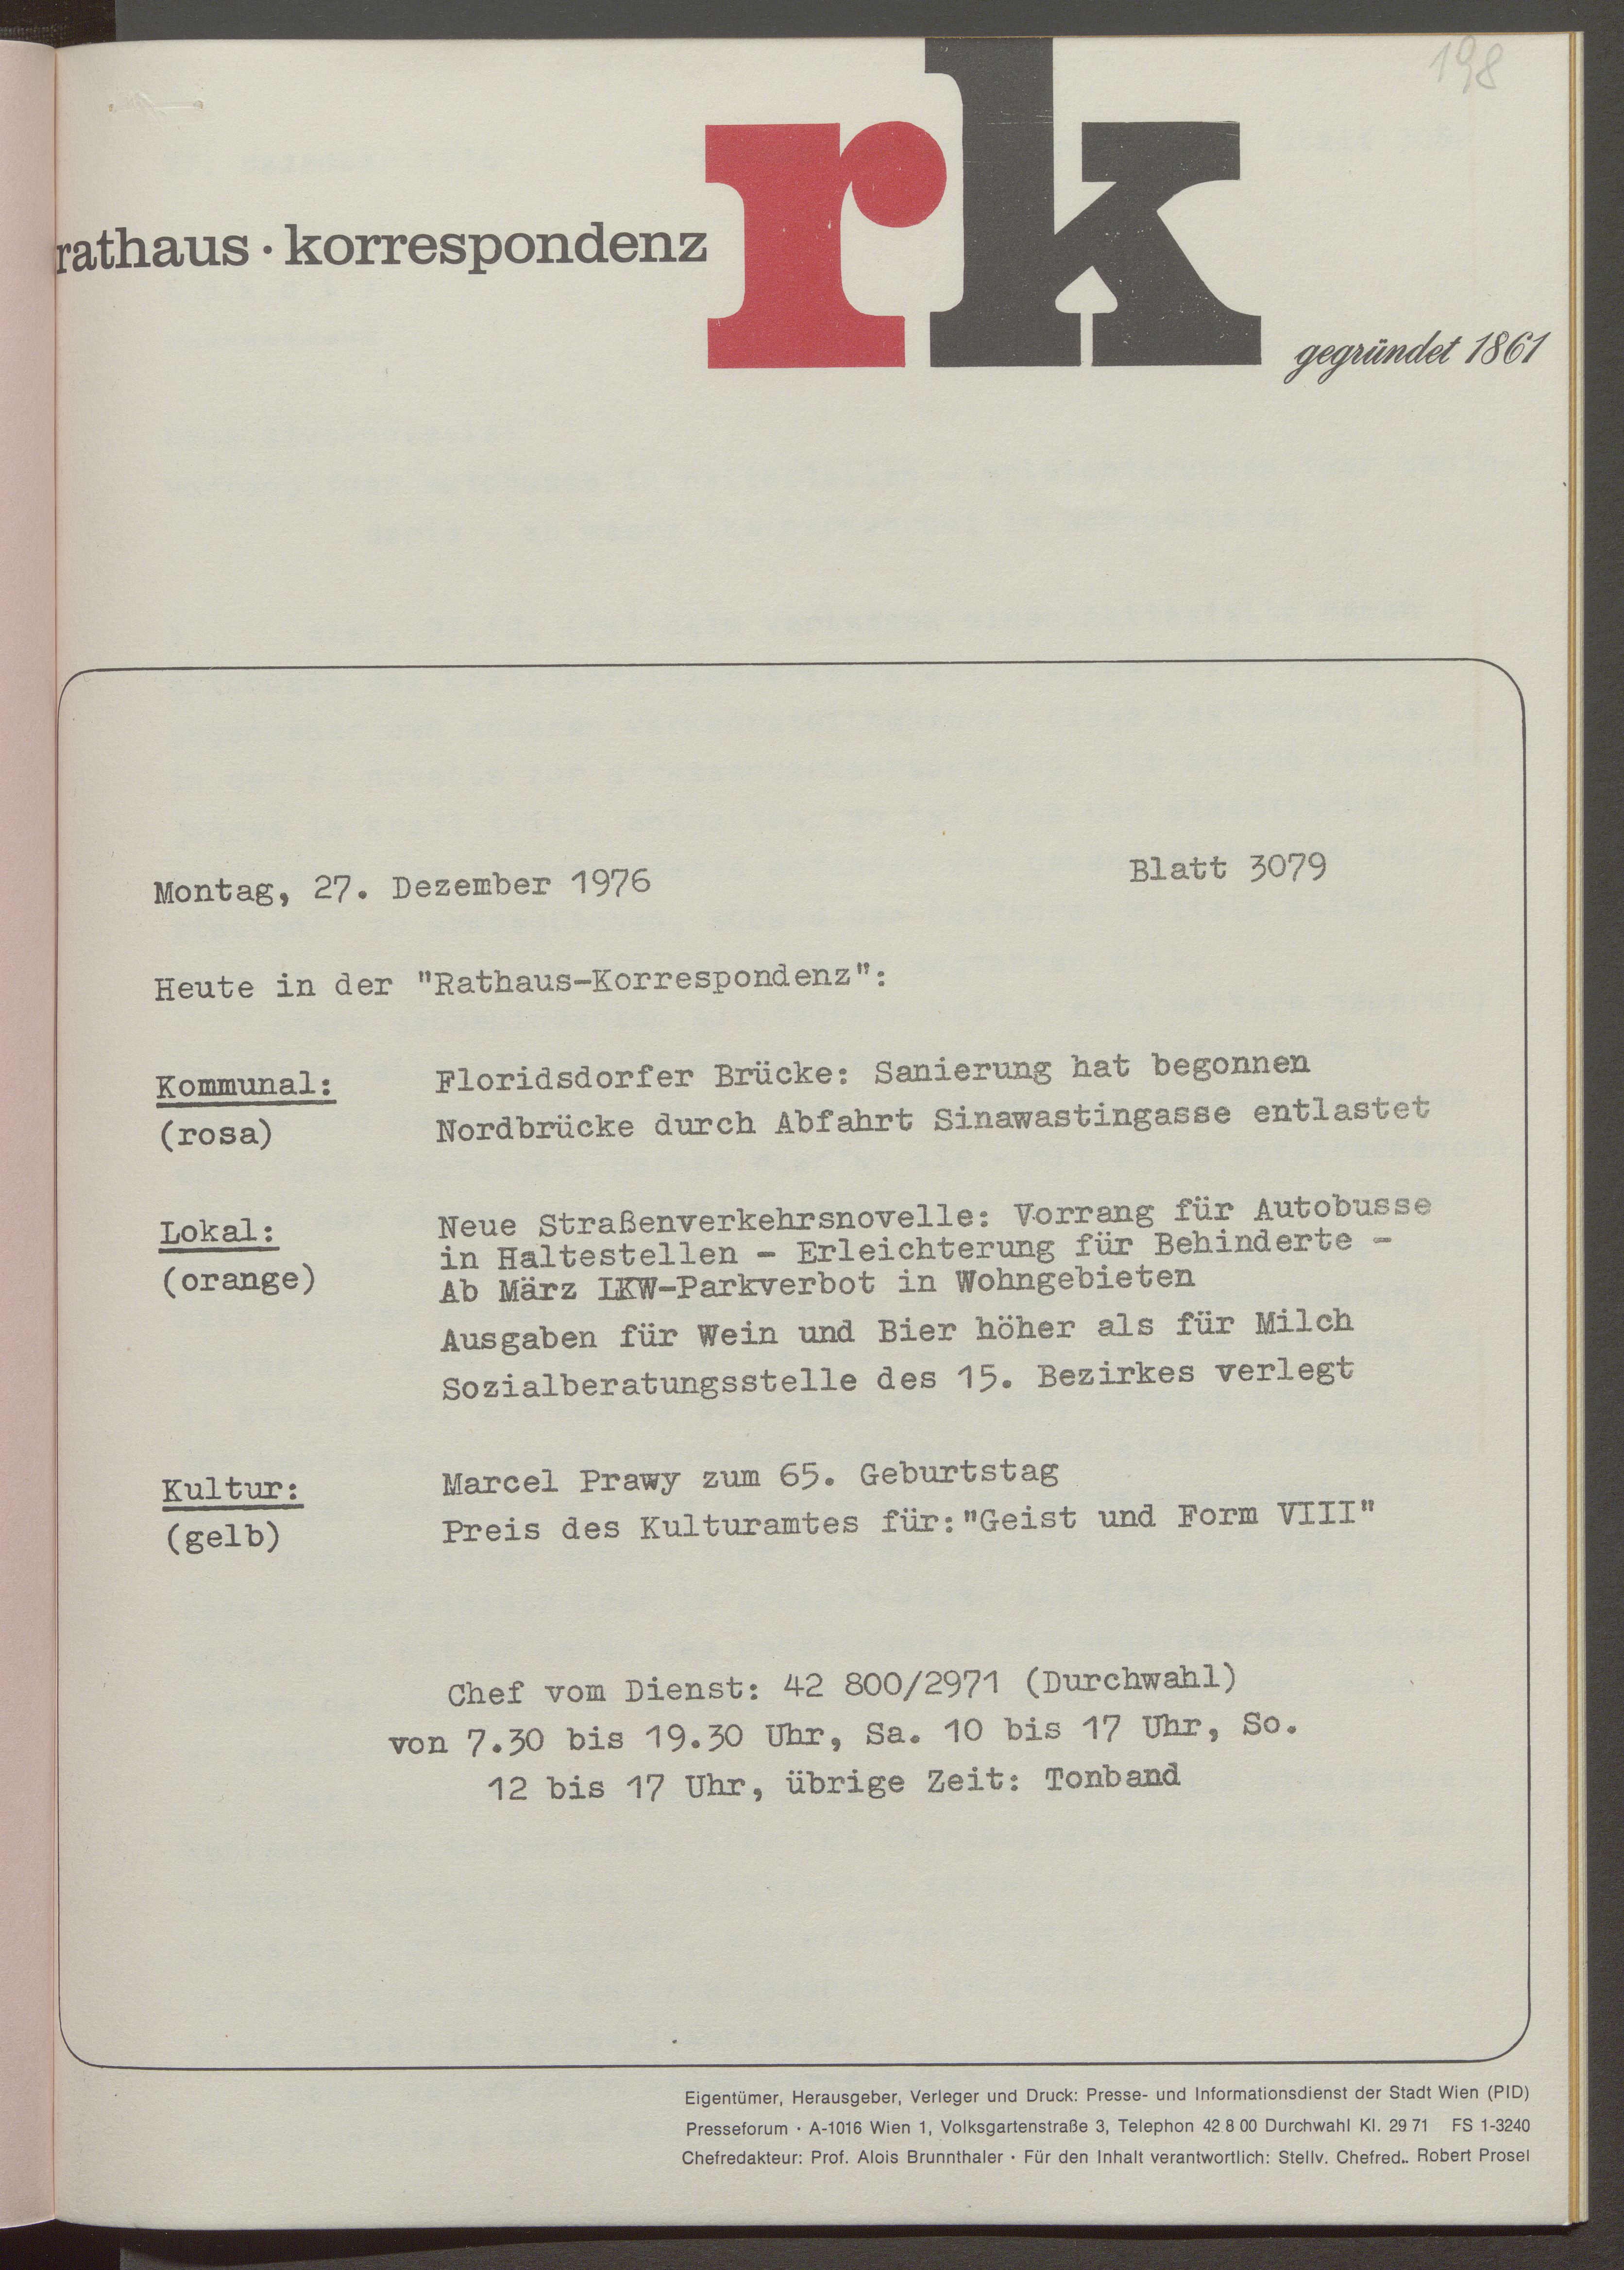 198
rk
rathaus · korrespondenz
gegründet 1861
Montag, 27. Dezember 1976 Blatt 3079
Heute in der "Rathaus-Korrespondenz":
Kommunal: Floridsdorfer Brücke: Sanierung hat begonnen
(rosa) Nordbrücke durch Abfahrt Sinawastingasse entlastet
Lokal: Neue Straßenverkehrsnovelle: Vorrang für Autobusse
in Haltestellen - Erleichterung für Behinderte -
(orange) Ab März LKW-Parkverbot in Wohngebieten
Ausgaben für Wein und Bier höher als für Milch
Sozialberatungsstelle des 15. Bezirkes verlegt
Kultur: Marcel Prawy zum 65. Geburtstag
(gelb) Preis des Kulturamtes für:"Geist und Form VIII"
Chef vom Dienst: 42 800/2971 (Durchwahl)
von 7.30 bis 19.30 Uhr, Sa. 10 bis 17 Uhr, So.
12 bis 17 Uhr, übrige Zeit: Tonband
Eigentümer, Herausgeber, Verleger und Druck: Presse- und Informationsdienst der Stadt Wien (PID)
Presseforum · A-1016 Wien 1, Volksgartenstraße 3, Telephon 42 8 00 Durchwahl Kl. 29 71 FS 1-3240
Chefredakteur: Prof. Alois Brunnthaler · Für den Inhalt verantwortlich: Stellv. Chefred.. Robert Prosel